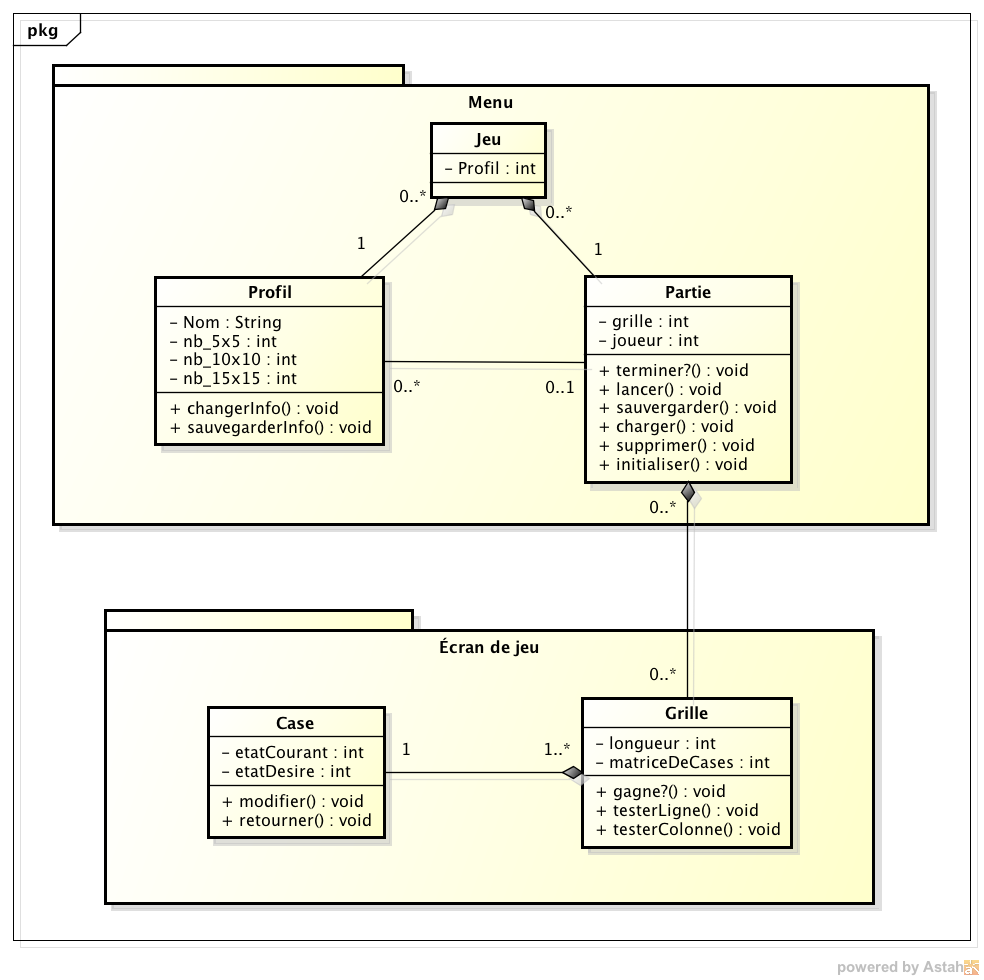 pkg
Menu
Jeu
- Profil : int
0..*
0..*
1
1
Profil
- Nom : String
- nb_5x5 : int
- nb_10x10 : int
- nb_15x15 : int
+ changerInfo() : void
+ sauvegarderInfo() : void
0..*
0..1
Partie
- grille : int
- joueur : int
+ terminer?() : void
+ lancer() : void
+ sauvergarder() : void
+ charger() : void
+ supprimer() : void
+ initialiser() : void
0..*
Écran de jeu
0..*
Case
- etatCourant : int
- etatDesire : int
+ modifier() : void
+ retourner() : void
1
1..*
Grille
- longueur : int
- matriceDeCases : int
+ gagne?() : void
+ testerLigne() : void
+ testerColonne() : void
powered by Astah